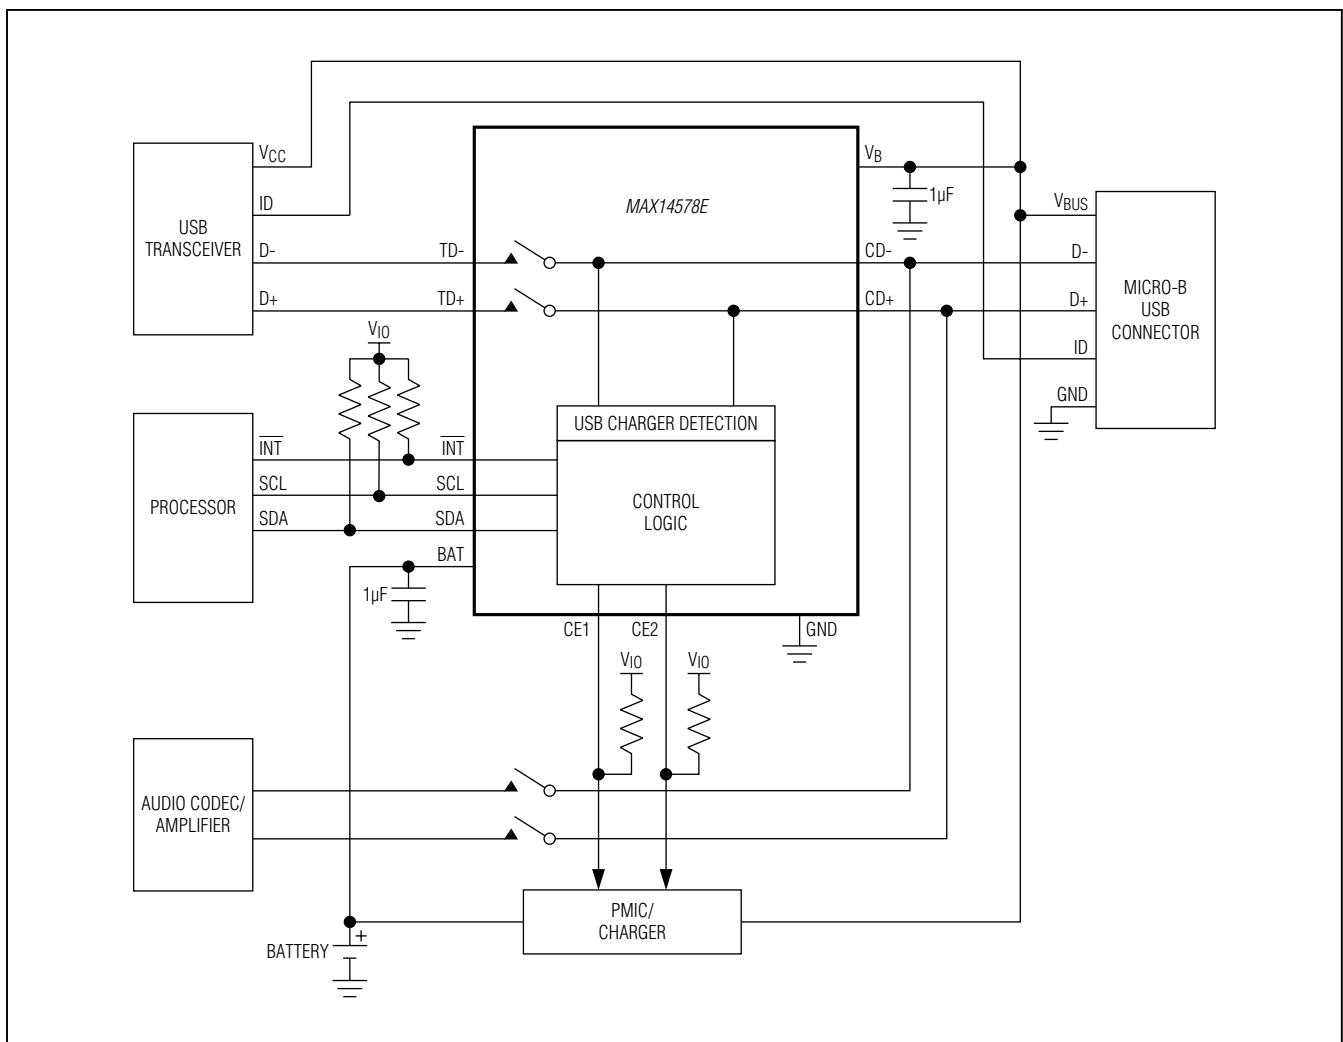 VCC
VB
1µF
MAX14578E
ID
VBUS
USB
TRANSCEIVER
D-
TD-
CD-
D-
D+
TD+
CD+
D+
MICRO-B
USB
CONNECTOR
VIO
ID
GND
USB CHARGER DETECTION
INT
INT
SCL
SCL
PROCESSOR
CONTROL
LOGIC
SDA
SDA
BAT
1µF
CE1
CE2
GND
VIO
VIO
AUDIO CODEC/
AMPLIFIER
PMIC/
CHARGER
+
BATTERY